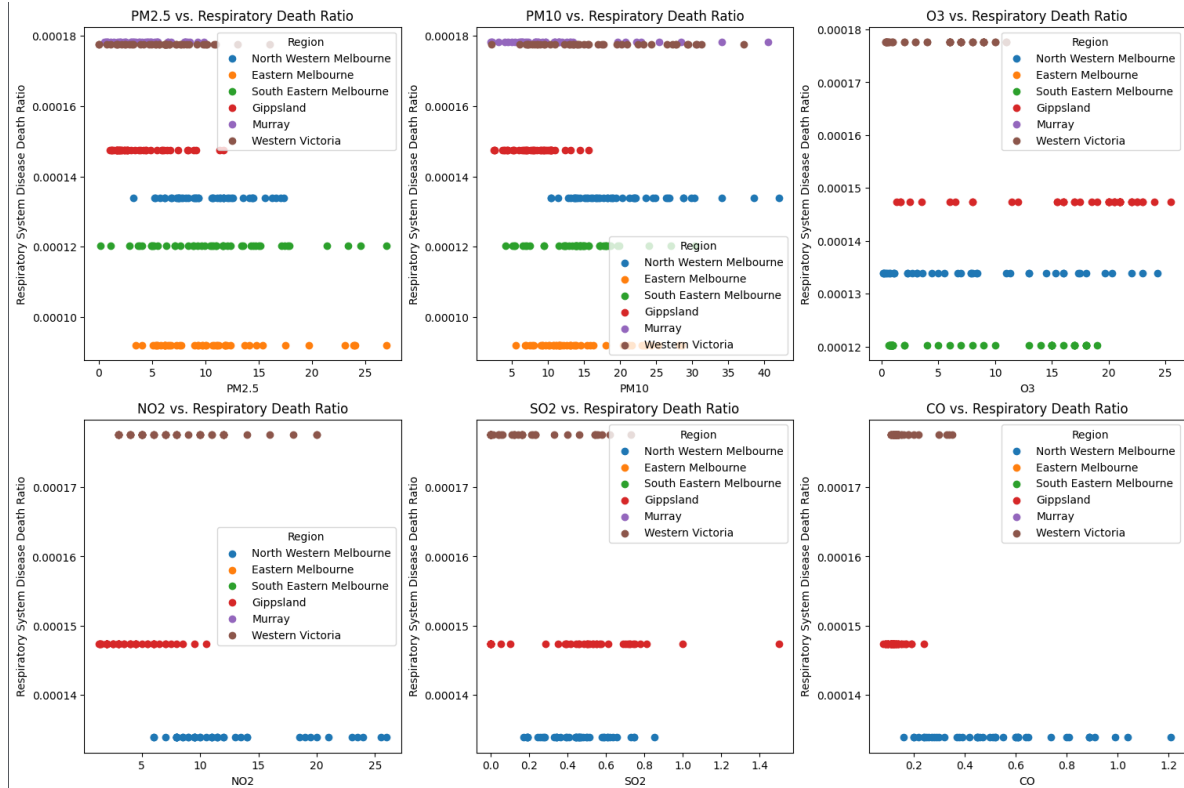 PM2.5 vs. Respiratory Death Ratio
Respiratory System Disease Death Ratio
0.00018
0.00016
0.00014
0.00012
0.00010
Region
North Western Melbourne
Eastern Melbourne
South Eastern Melbourne
Gippsland
Murray
Western Victoria
0 5 10 15 20 25
PM2.5
PM10 vs. Respiratory Death Ratio
Respiratory System Disease Death Ratio
0.00018
0.00016
0.00014
0.00012
0.00010
Region
North Western Melbourne
Eastern Melbourne
South Eastern Melbourne
Gippsland
Murray
Western Victoria
5 10 15 20 25 30 35 40
PM10
O3 vs. Respiratory Death Ratio
Respiratory System Disease Death Ratio
0.00018
0.00017
0.00016
0.00015
0.00014
0.00013
0.00012
Region
North Western Melbourne
Eastern Melbourne
South Eastern Melbourne
Gippsland
Murray
Western Victoria
0 5 10 15 20 25
O3
NO2 vs. Respiratory Death Ratio
Respiratory System Disease Death Ratio
0.00017
0.00016
0.00015
0.00014
Region
North Western Melbourne
Eastern Melbourne
South Eastern Melbourne
Gippsland
Murray
Western Victoria
5 10 15 20 25
NO2
SO2 vs. Respiratory Death Ratio
Respiratory System Disease Death Ratio
0.00017
0.00016
0.00015
0.00014
Region
North Western Melbourne
Eastern Melbourne
South Eastern Melbourne
Gippsland
Murray
Western Victoria
0.0 0.2 0.4 0.6 0.8 1.0 1.2 1.4
SO2
CO vs. Respiratory Death Ratio
Respiratory System Disease Death Ratio
0.00017
0.00016
0.00015
0.00014
Region
North Western Melbourne
Eastern Melbourne
South Eastern Melbourne
Gippsland
Murray
Western Victoria
0.2 0.4 0.6 0.8 1.0 1.2
CO